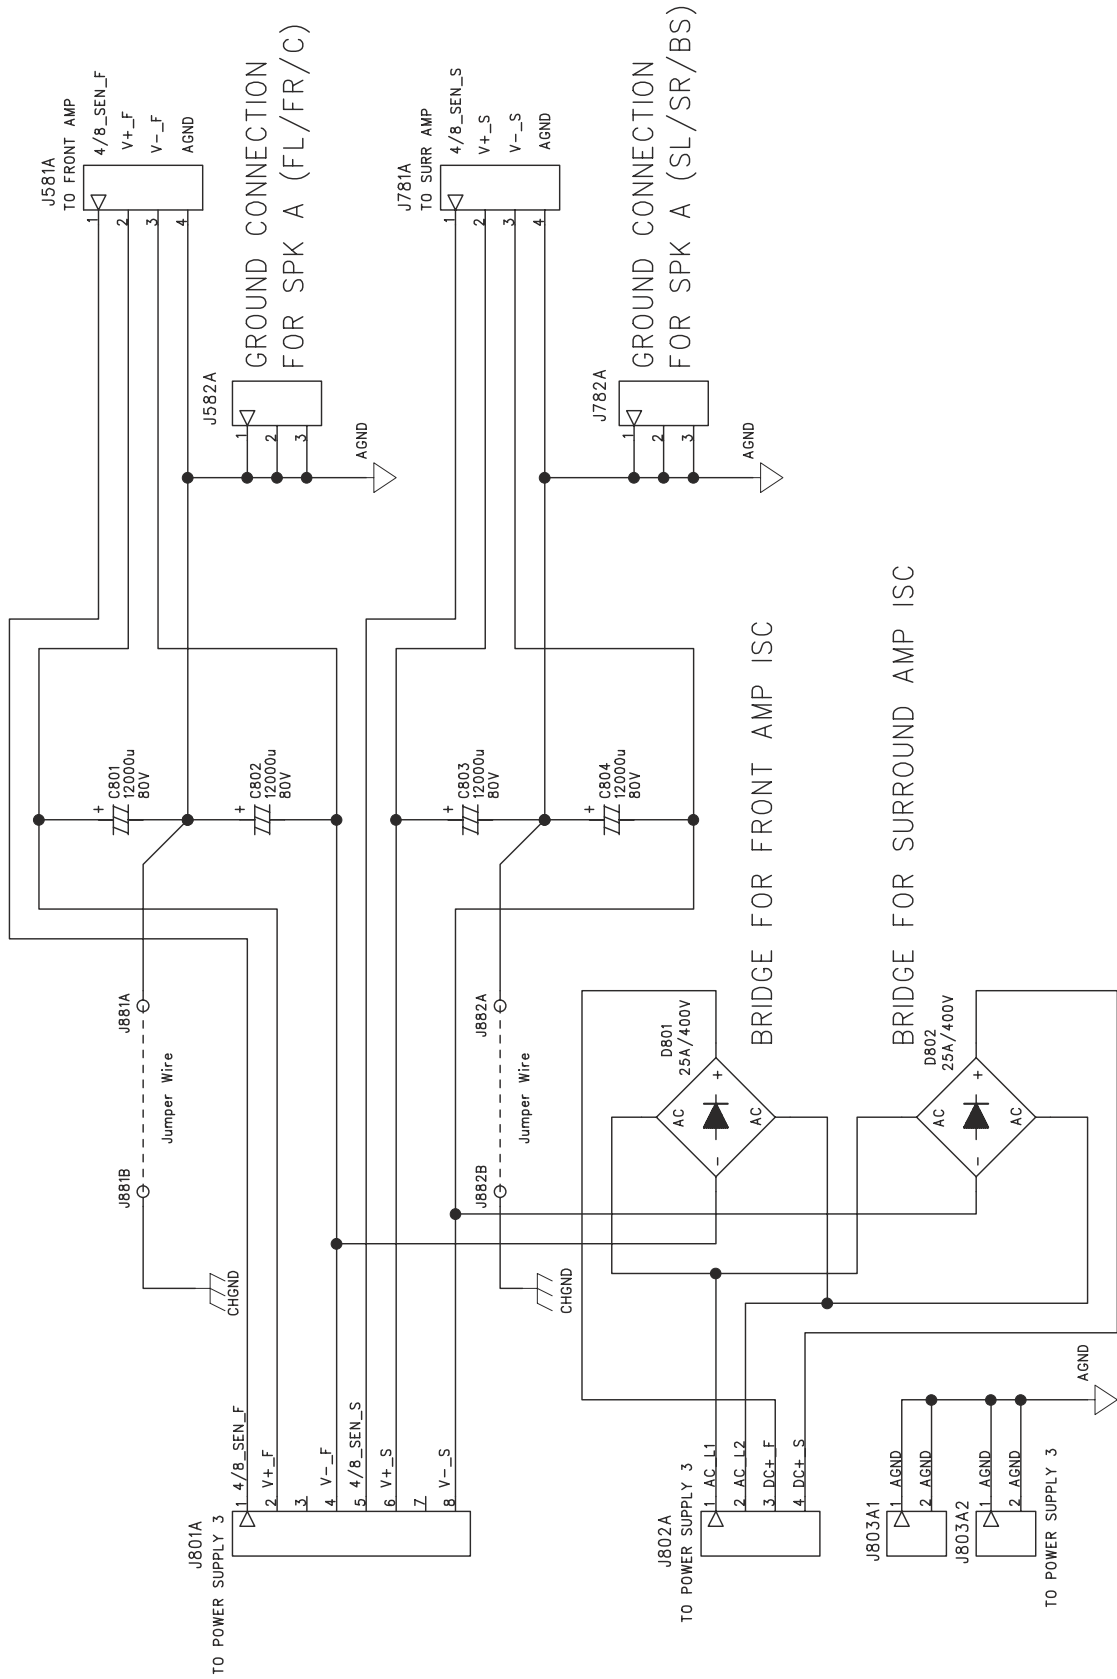 J801A
TO POWER SUPPLY 3
1 4/8_SEN_F
2 V+_F
3
4 V-_F
5 4/8_SEN_S
6 V+_S
7
8 V-_S
CHGND
J881B
Jumper Wire
J881A
+
C801
12000u
80V
+
C802
12000u
80V
J581A
TO FRONT AMP
1 4/8_SEN_F
2 V+_F
3 V-_F
4 AGND
J582A
1
2
3
AGND
GROUND CONNECTION
FOR SPK A (FL/FR/C)
CHGND
J882B
Jumper Wire
J882A
+
C803
12000u
80V
+
C804
12000u
80V
J781A
TO SURR AMP
1 4/8_SEN_S
2 V+_S
3 V-_S
4 AGND
J782A
1
2
3
AGND
GROUND CONNECTION
FOR SPK A (SL/SR/BS)
J802A
TO POWER SUPPLY 3
1 AC_L1
2 AC_L2
3 DC+_F
4 DC+_S
D801
25A/400V
AC
- +
AC
BRIDGE FOR FRONT AMP ISC
D802
25A/400V
AC
- +
AC
BRIDGE FOR SURROUND AMP ISC
J803A1
1 AGND
2 AGND
J803A2
1 AGND
2 AGND
TO POWER SUPPLY 3
AGND